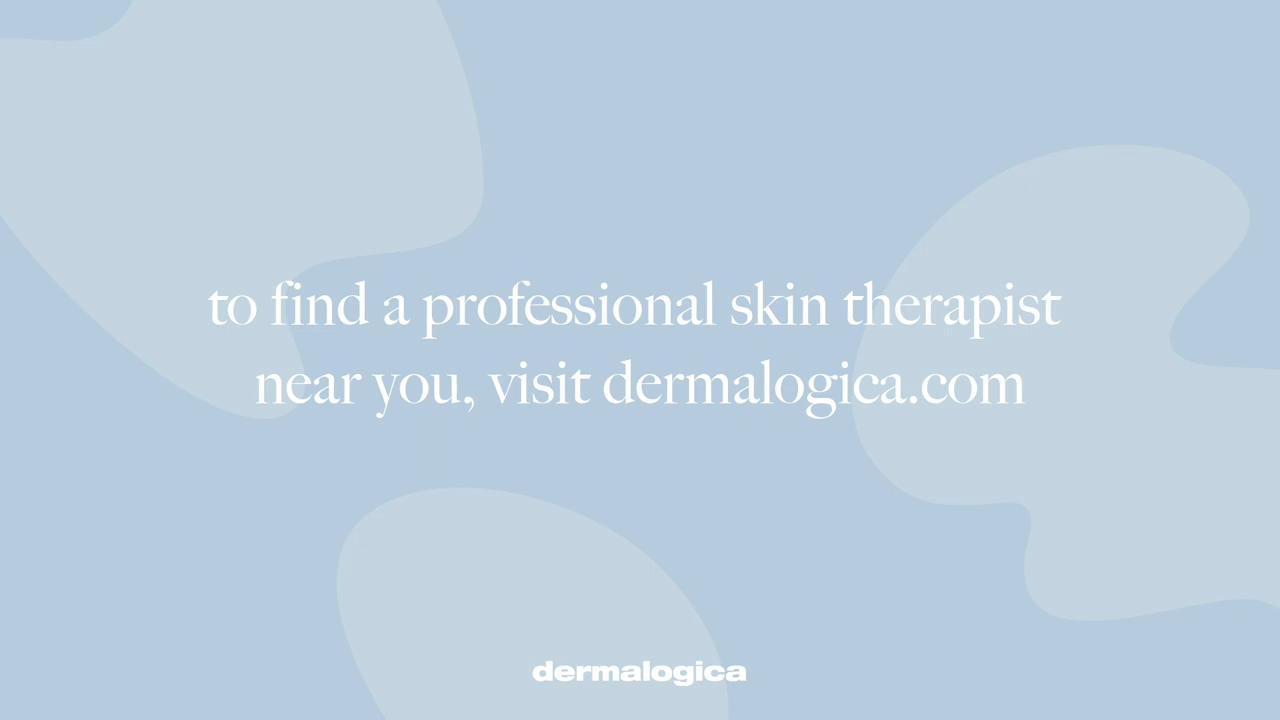 to find a professional skin therapist
near you, visit dermalogica.com
dermalogica